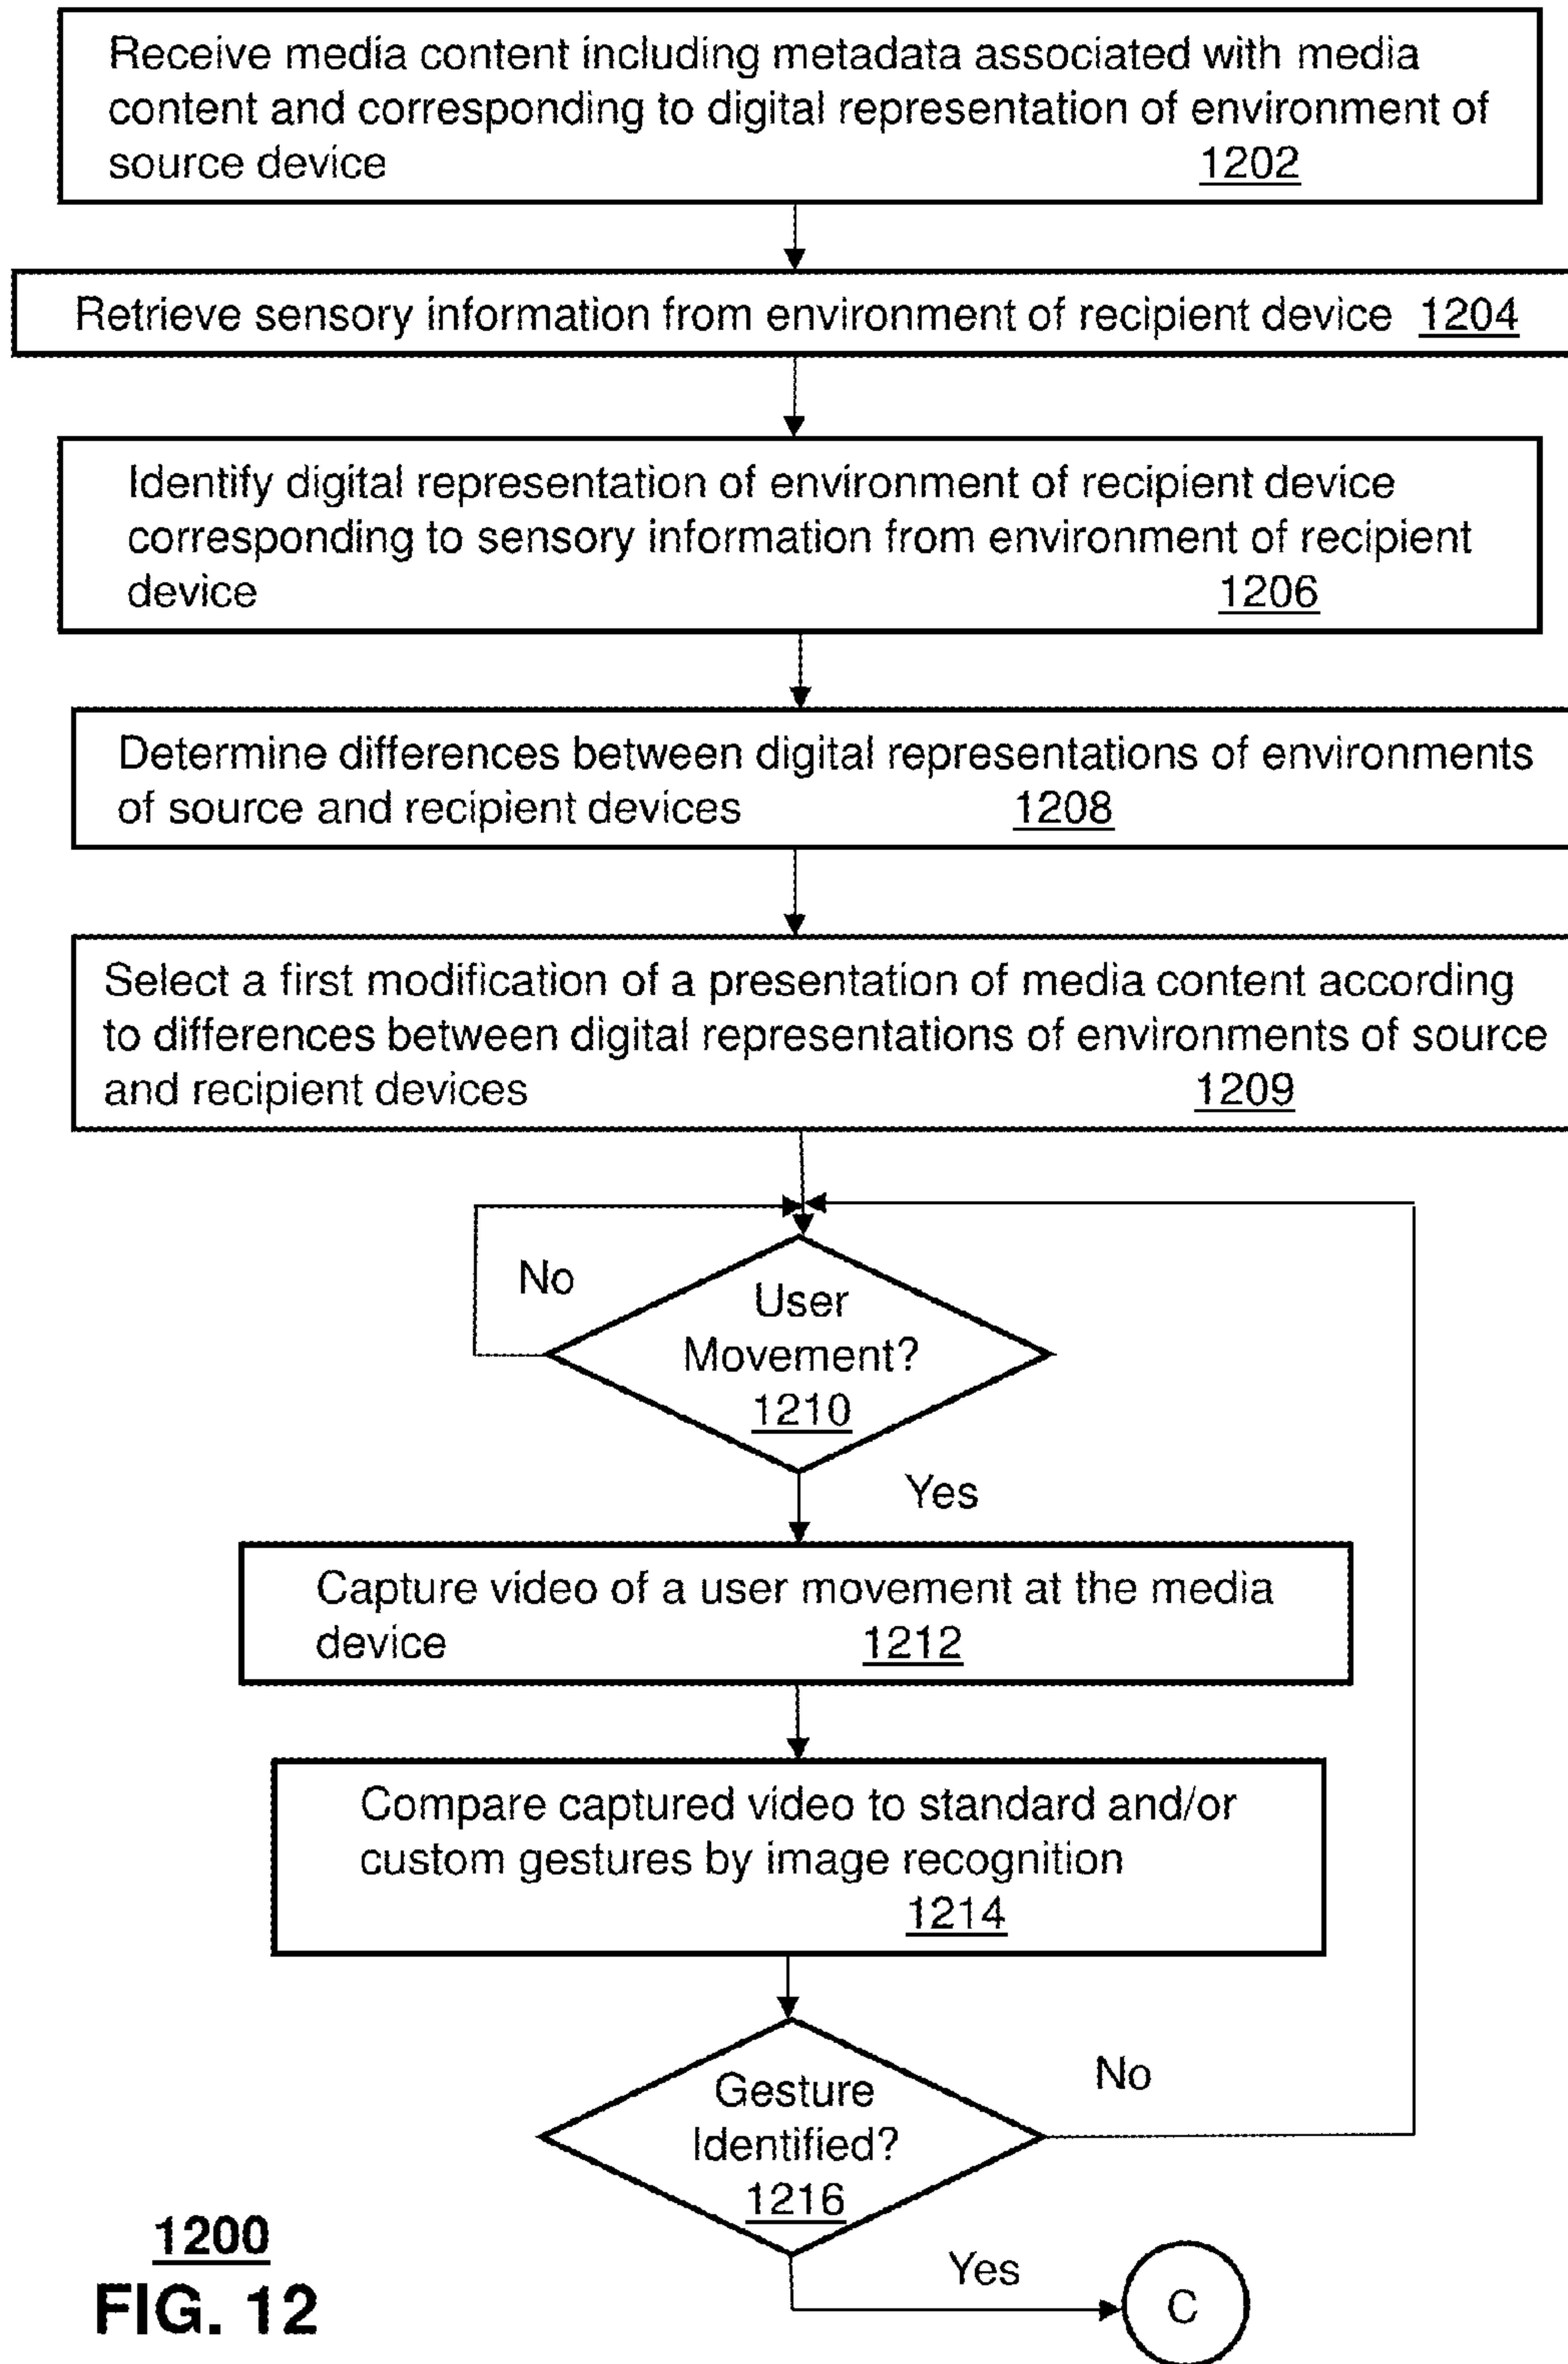 Receive media content including metadata associated with media
content and corresponding to digital representation of environment of
source device 1202
Retrieve sensory information from environment of recipient device 1204
Identify digital representation of environment of recipient device
corresponding to sensory information from environment of recipient
device 1206
Determine differences between digital representations of environments
of source and recipient devices 1208
Select a first modification of a presentation of media content according
to differences between digital representations of environments of source
and recipient devices 1209
No
User
Movement?
1210
Yes
Capture video of a user movement at the media
device 1212
Compare captured video to standard and/or
custom gestures by image recognition
1214
No
Gesture
Identified?
1216
Yes
C
1200
FIG. 12